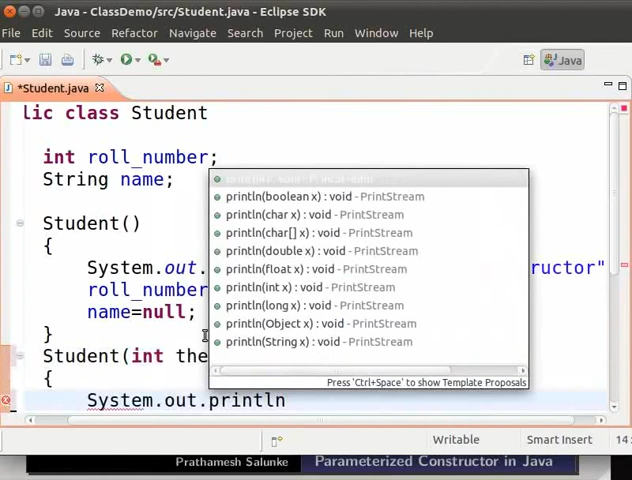 Java - ClassDemo/src/Student.java - Eclipse SDK
File Edit Source Refactor Navigate Search Project Run Window Help
Java
*Student.java
lic class Student
int roll_number;
String name;
println() : void - PrintStream
println(boolean x) : void - PrintStream
Student()
println(char x) : void - PrintStream
{
println(char[] x) : void - PrintStream
println(double x) : void - PrintStream
System.out. ructor"
println(float x) : void - PrintStream
roll_number
println(int x) : void - PrintStream
name=null;
println(long x) : void - PrintStream
println(Object x) : void - PrintStream
}
println(String x) : void - PrintStream
Student(int the
{
Press 'Ctrl+Space' to show Template Proposals
System.out.println
Writable Smart Insert 14
Prathamesh Salunke Parameterized Constructor in Java